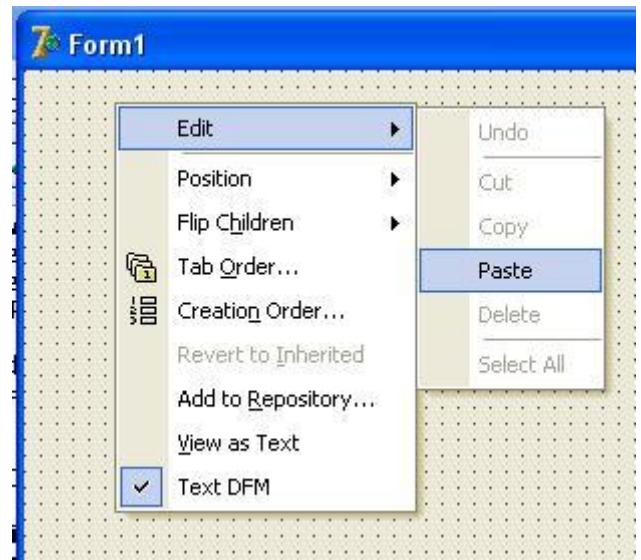 7 Form1
Edit
Position
Flip Children
Tab Order...
Creation Order...
Revert to Inherited
Add to Repository...
View as Text
Text DFM
Undo
Cut
Copy
Paste
Delete
Select All